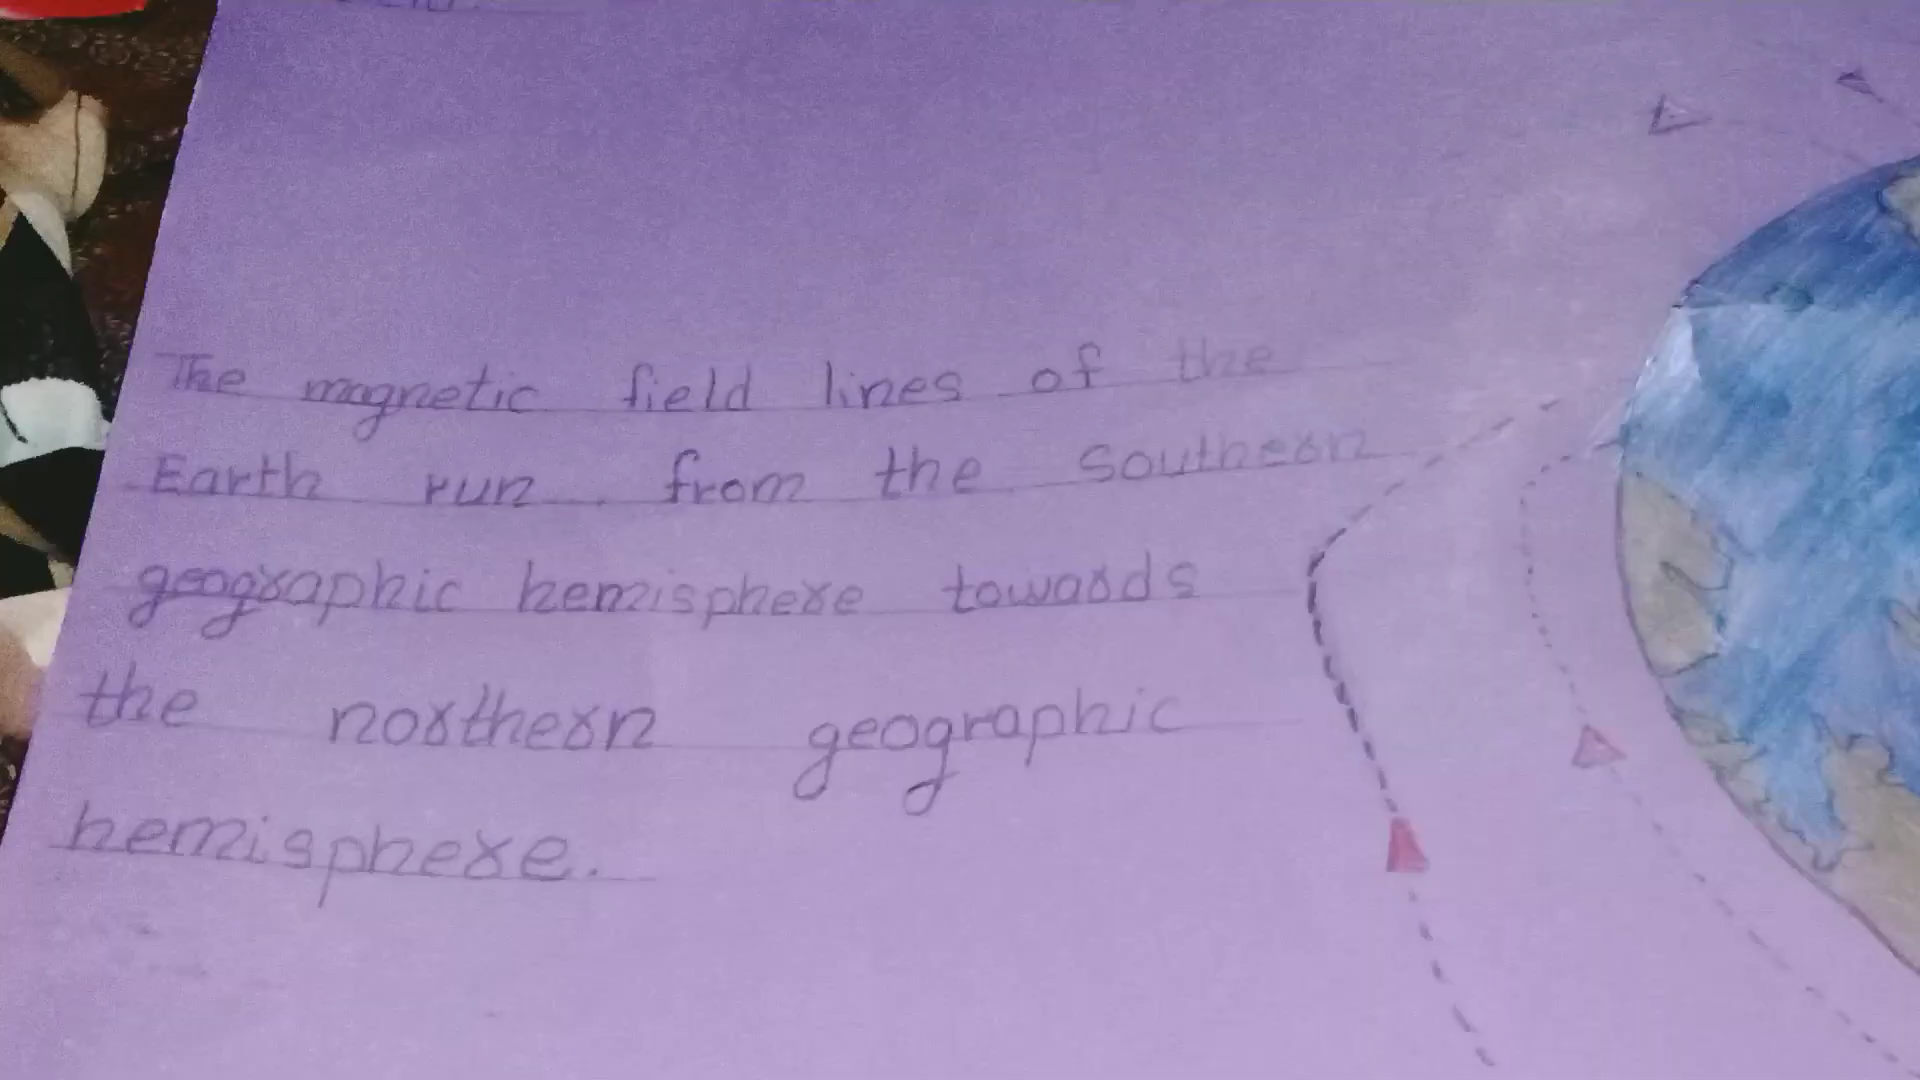 The magnetic field lines of the
Earth run from the southern
geographic hemisphere towards
the northern geographic
hemisphere.